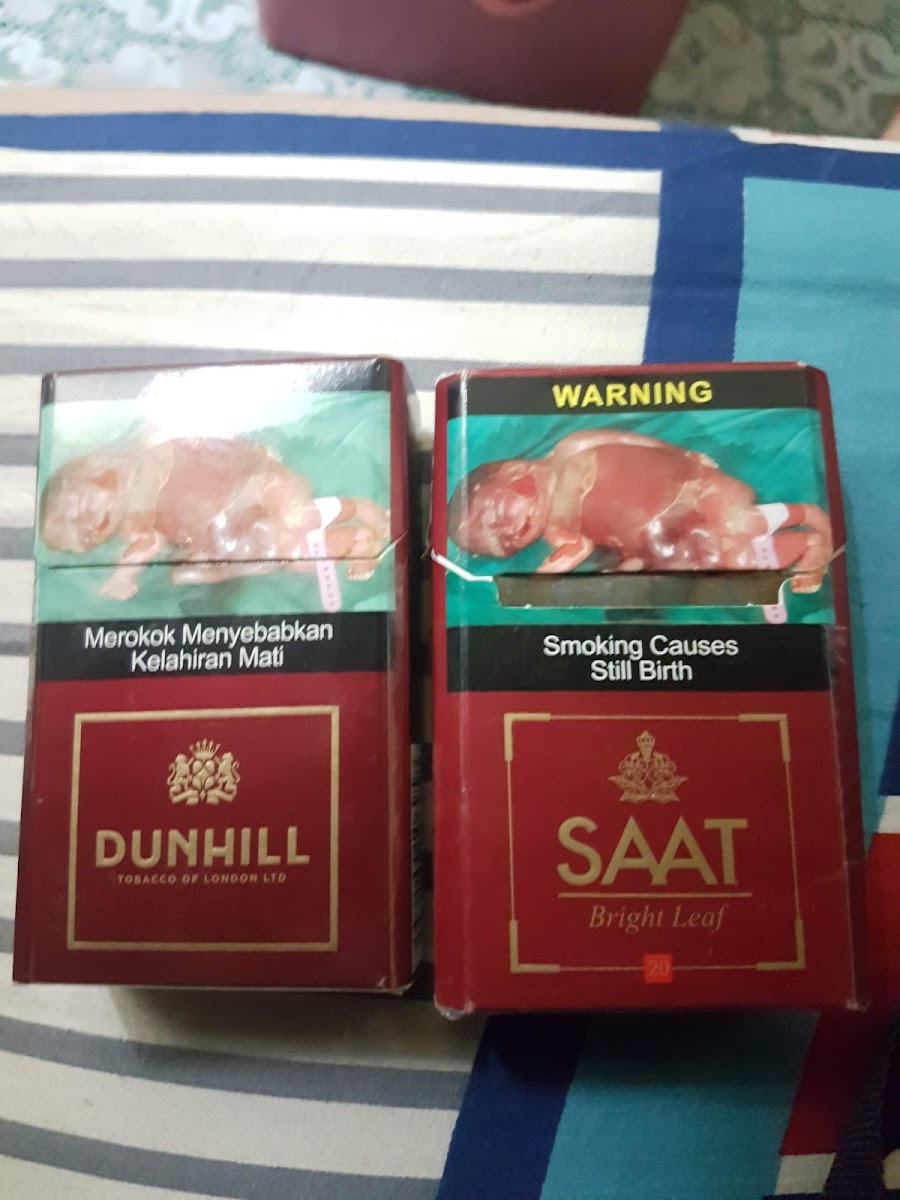 Merokok Menyebabkan
Kelahiran Mati
DUNHILL
TOBACCO OF LONDON LTD
WARNING
Smoking Causes
Still Birth
SAAT
Bright Leaf
20